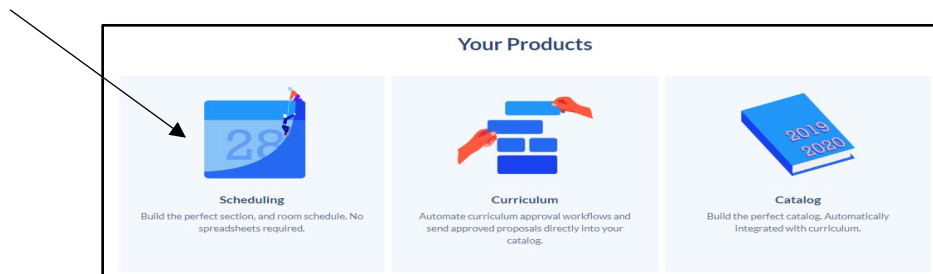 Your Products
28
2019
2020
Scheduling
Build the perfect section, and room schedule. No
spreadsheets required.
Curriculum
Automate curriculum approval workflows and
send approved proposals directly into your
catalog.
Catalog
Build the perfect catalog. Automatically
integrated with curriculum.